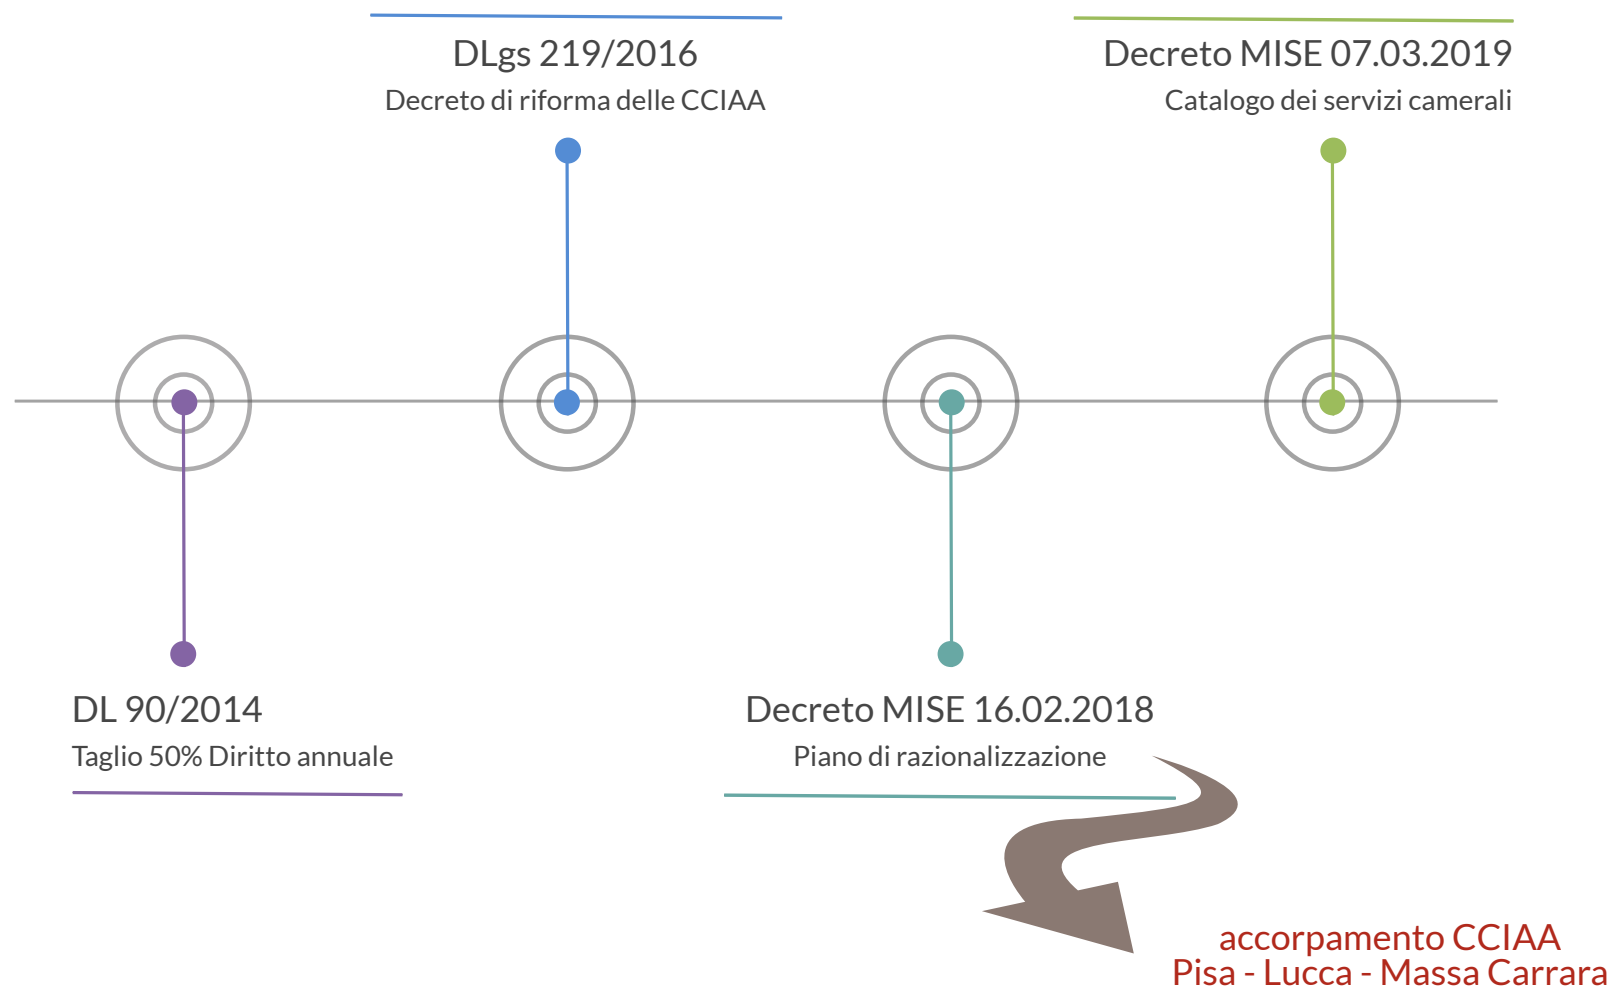 DLgs 219/2016
Decreto di riforma delle CCIAA
Decreto MISE 07.03.2019
Catalogo dei servizi camerali
DL 90/2014
Taglio 50% Diritto annuale
Decreto MISE 16.02.2018
Piano di razionalizzazione
accorpamento CCIAA
Pisa - Lucca - Massa Carrara